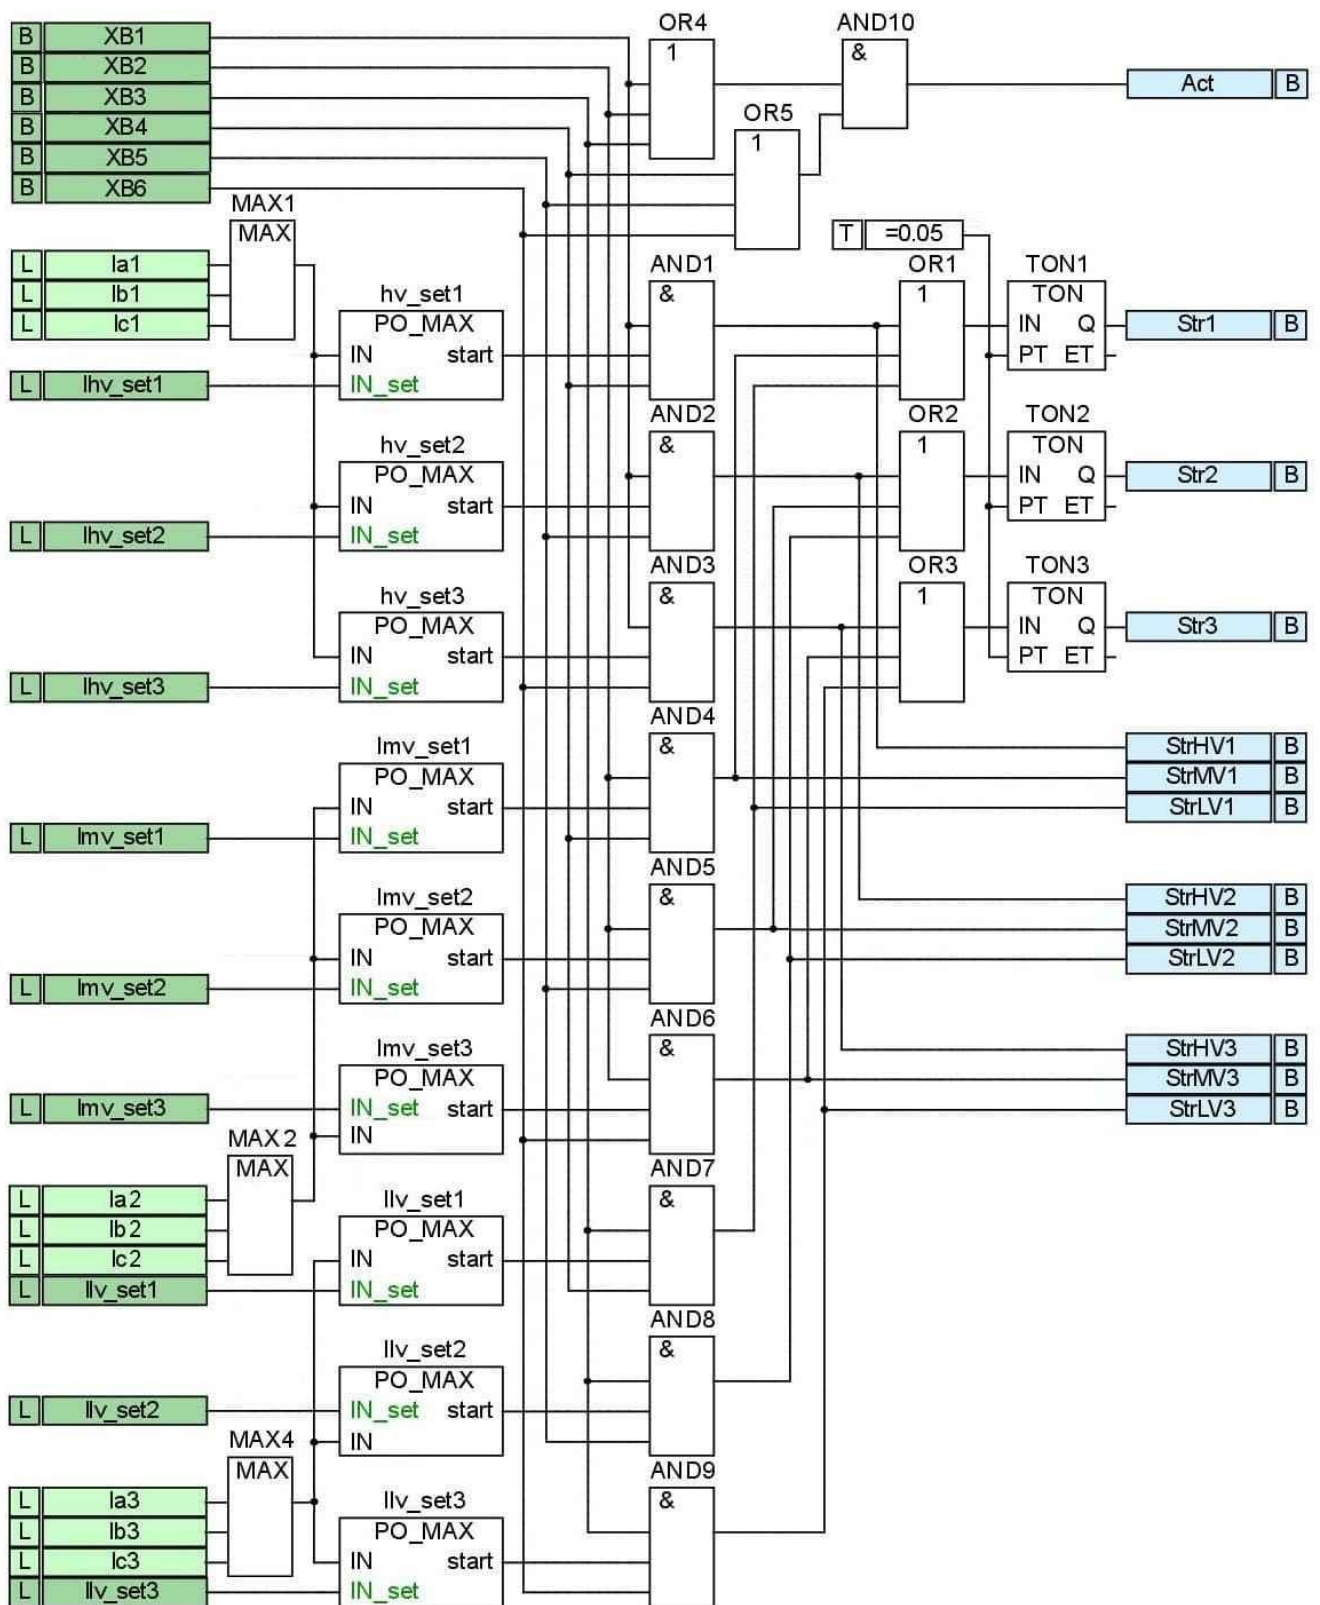 OR4 AND10
B XB1 1 &
B XB2
B XB3 Act B
B XB4 OR5
B XB5 1
B XB6
MAX1
MAX T =0.05
L Ia1 AND1 OR1 TON1
L Ib1 hv_set1 & 1 TON
L Ic1 PO_MAX IN Q Str1 B
IN start PT ET
L Ihv_set1 IN_set
AND2 OR2 TON2
hv_set2 & 1 TON
PO_MAX IN Q Str2 B
IN start PT ET
L Ihv_set2 IN_set
AND3 OR3 TON3
hv_set3 & 1 TON
PO_MAX IN Q Str3 B
IN start PT ET
L Ihv_set3 IN_set
AND4
Imv_set1 & StrHV1 B
PO_MAX StrMV1 B
IN start StrLV1 B
L Imv_set1 IN_set
AND5
Imv_set2 & StrHV2 B
PO_MAX StrMV2 B
IN start StrLV2 B
L Imv_set2 IN_set
AND6
Imv_set3 & StrHV3 B
PO_MAX StrMV3 B
L Imv_set3 IN_set start StrLV3 B
MAX2 IN
MAX AND7
L Ia2 Ilv_set1 &
L Ib2 PO_MAX
L Ic2 IN start
L Ilv_set1 IN_set
AND8
Ilv_set2 &
PO_MAX
L Ilv_set2 IN_set start
MAX4 IN
MAX AND9
L Ia3 Ilv_set3 &
L Ib3 PO_MAX
L Ic3 IN start
L Ilv_set3 IN_set